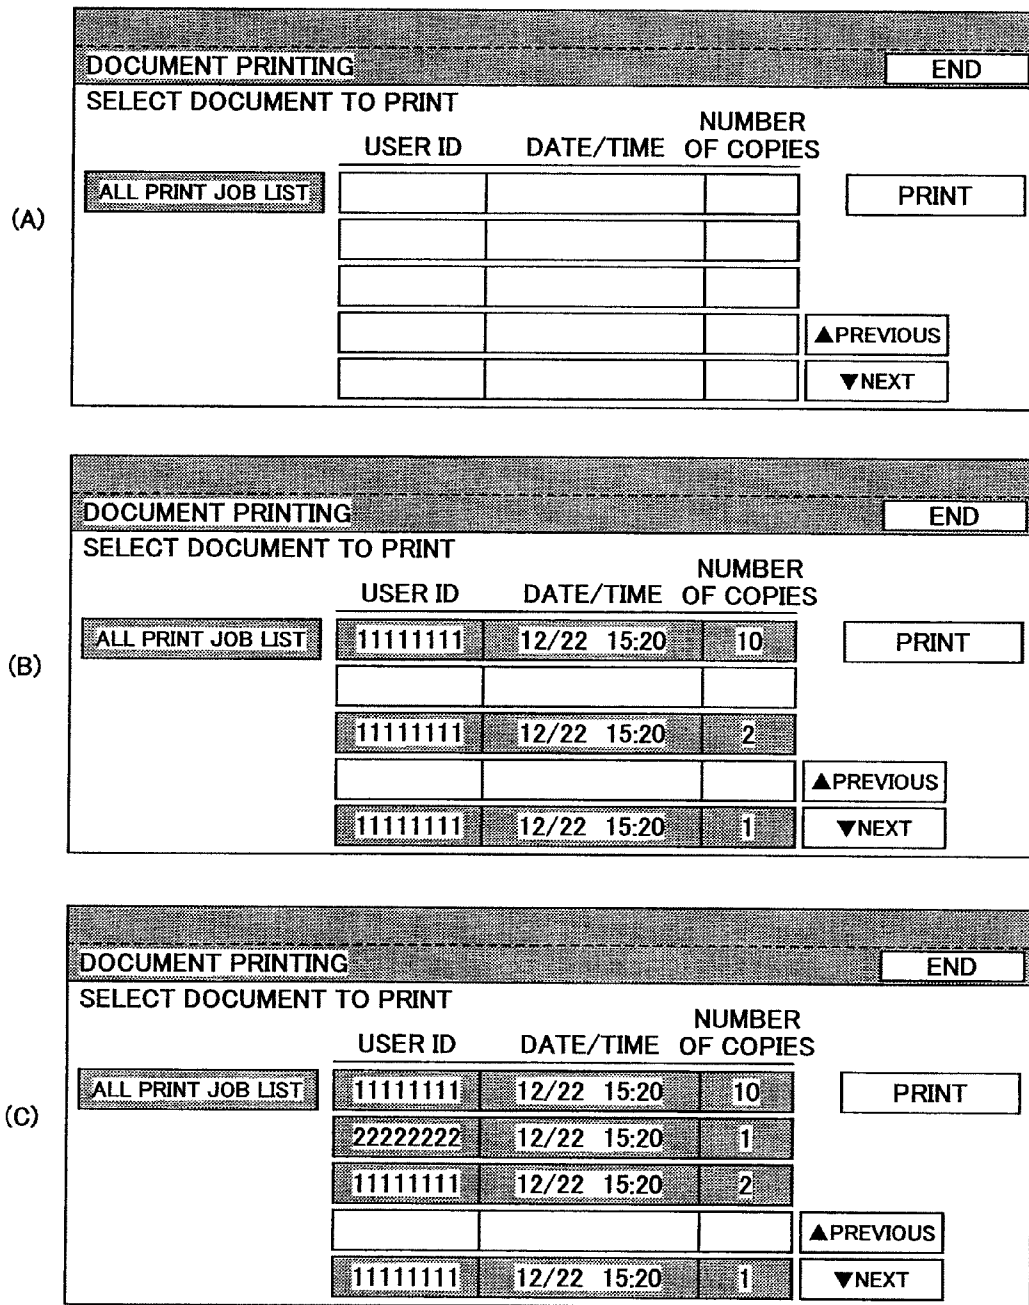 DOCUMENT PRINTING END
SELECT DOCUMENT TO PRINT
USER ID DATE/TIME NUMBER OF COPIES
(A)
ALL PRINT JOB LIST PRINT
▲PREVIOUS
▼NEXT
DOCUMENT PRINTING END
SELECT DOCUMENT TO PRINT
USER ID DATE/TIME NUMBER OF COPIES
(B)
ALL PRINT JOB LIST 11111111 12/22 15:20 10 PRINT
11111111 12/22 15:20 2
▲PREVIOUS
11111111 12/22 15:20 1 ▼NEXT
DOCUMENT PRINTING END
SELECT DOCUMENT TO PRINT
USER ID DATE/TIME NUMBER OF COPIES
(C)
ALL PRINT JOB LIST 11111111 12/22 15:20 10 PRINT
22222222 12/22 15:20 1
11111111 12/22 15:20 2
▲PREVIOUS
11111111 12/22 15:20 1 ▼NEXT